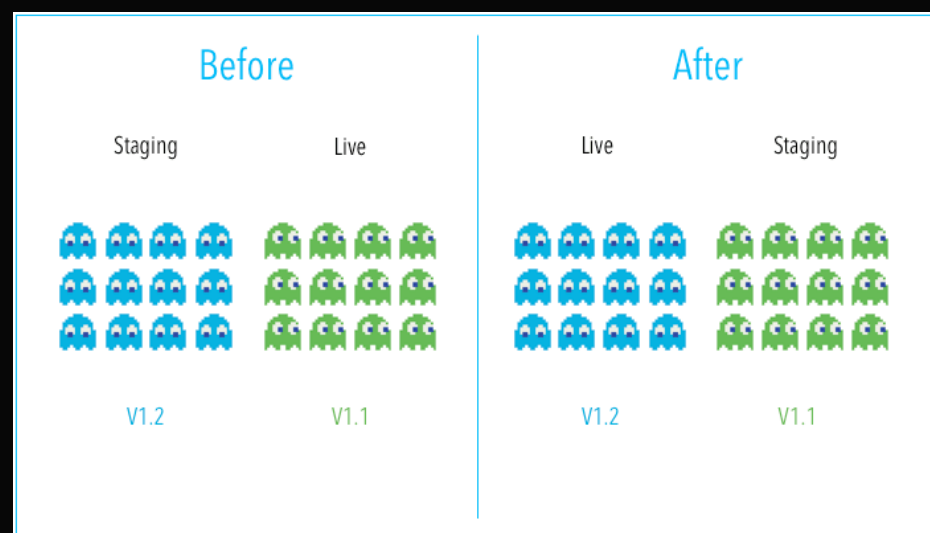 Before
Staging
Live
V1.2
V1.1
After
Live
Staging
V1.2
V1.1